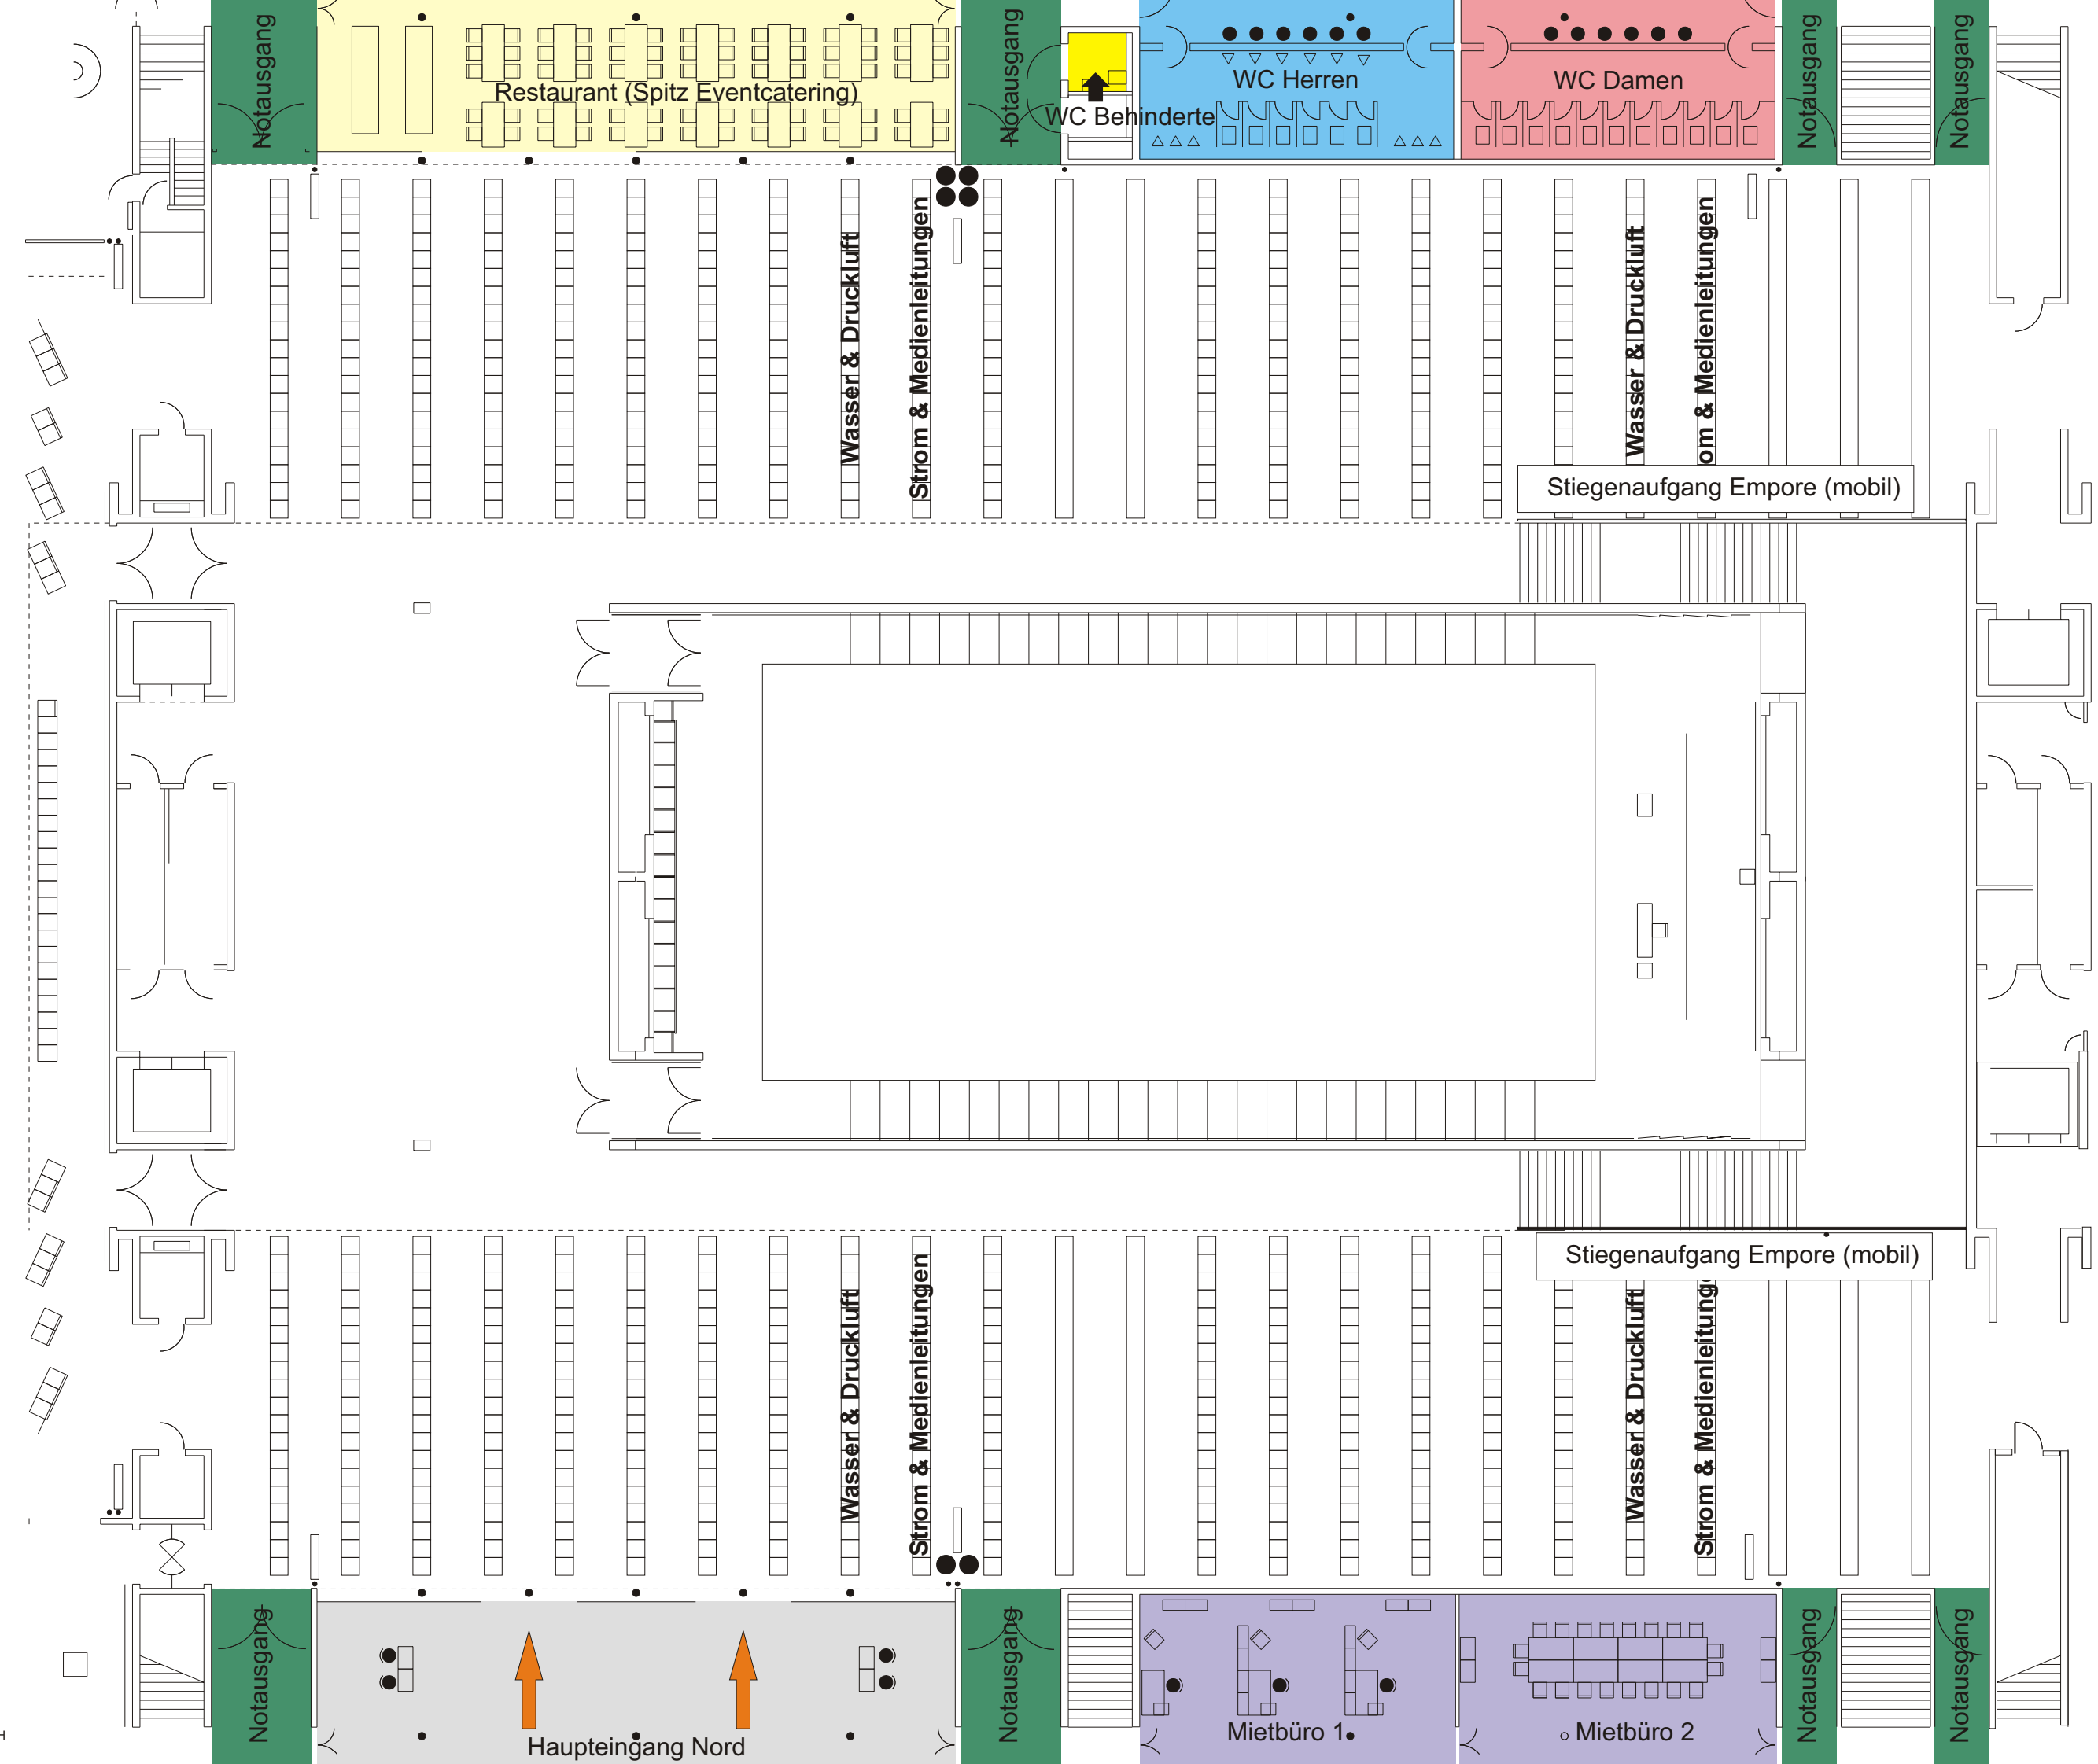 Notausgang
Restaurant (Spitz Eventcatering)
Notausgang
WC Behinderte
WC Herren
WC Damen
Notausgang
Notausgang
Wasser & Druckluft
Strom & Medienleitungen
Wasser & Druckluft
om & Medienleitungen
Stiegenaufgang Empore (mobil)
Stiegenaufgang Empore (mobil)
Wasser & Druckluft
Strom & Medienleitungen
Wasser & Druckluft
Strom & Medienleitung
Notausgang
Haupteingang Nord
Notausgang
Mietbüro 1
Mietbüro 2
Notausgang
Notausgang